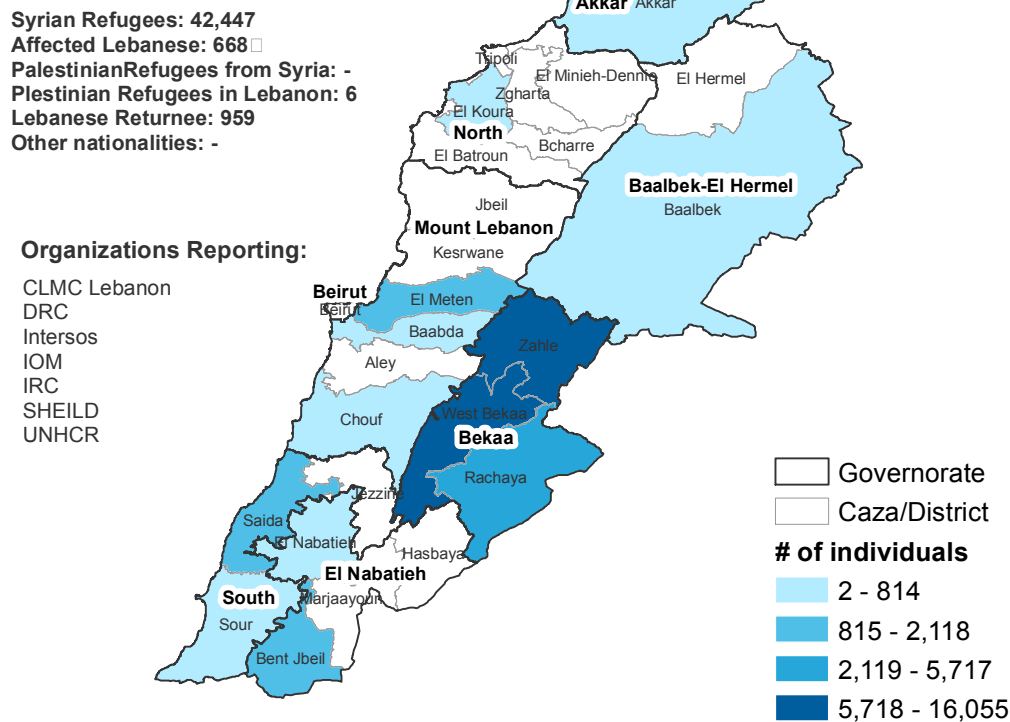 Syrian Refugees: 42,447
Affected Lebanese: 668
PalestinianRefugees from Syria: -
Plestinian Refugees in Lebanon: 6
Lebanese Returnee: 959
Other nationalities: -
Akkar Akkar
Tripoli
El Minieh-Dennie
El Hermel
Zgharta
El Koura
North
Bcharre
El Batroun
Baalbek-El Hermel
Baalbek
Jbeil
Mount Lebanon
Kesrwane
Organizations Reporting:
CLMC Lebanon
DRC
Intersos
IOM
IRC
SHEILD
UNHCR
Beirut
Beirut
El Meten
Baabda
Zahle
Aley
West Bekaa
Chouf
Bekaa
Rachaya
Jezzine
Saida
El Nabatieh
Hasbaya
El Nabatieh
South
Marjaayoun
Sour
Bent Jbeil
Governorate
Caza/District
# of individuals
2 - 814
815 - 2,118
2,119 - 5,717
5,718 - 16,055